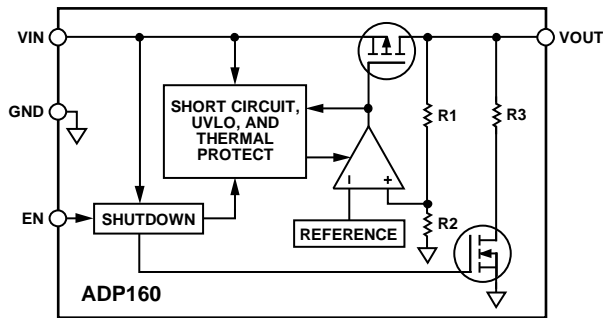 VIN
VOUT
GND
SHORT CIRCUIT,
UVLO, AND
THERMAL
PROTECT
R1
R3
EN
SHUTDOWN
– +
R2
REFERENCE
ADP160